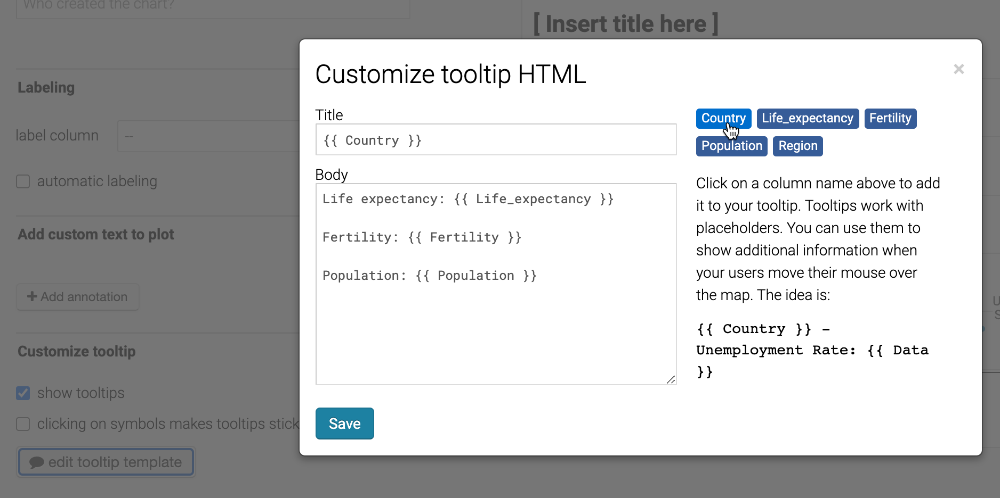 Who created the chart?
[ Insert title here ]
Labeling
label column
--
automatic labeling
Add custom text to plot
Add annotation
Customize tooltip
show tooltips
clicking on symbols makes tooltips stick
edit tooltip template
Customize tooltip HTML
×
Title
{{ Country }}
Body
Life expectancy: {{ Life_expectancy }}
Fertility: {{ Fertility }}
Population: {{ Population }}
Save
Country Life_expectancy Fertility
Population Region
Click on a column name above to add
it to your tooltip. Tooltips work with
placeholders. You can use them to
show additional information when
your users move their mouse over
the map. The idea is:
{{ Country }} -
Unemployment Rate: {{ Data
}}
U
S